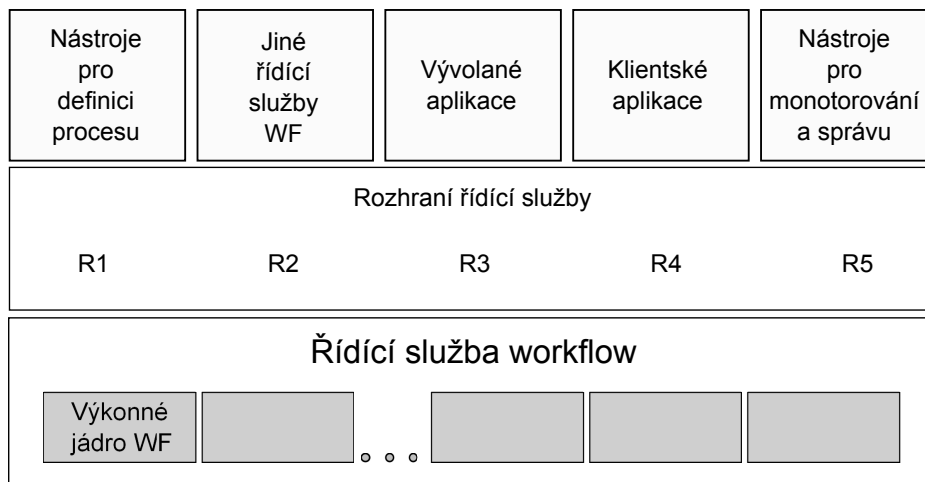 Nástroje
pro
definici
procesu
Jiné
řídící
služby
WF
Vývolané
aplikace
Klientské
aplikace
Nástroje
pro
monotorování
a správu
Rozhraní řídící služby
R1 R2 R3 R4 R5
Řídící služba workflow
Výkonné
jádro WF